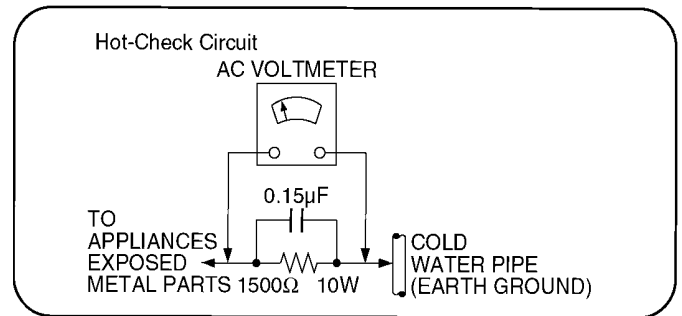 Hot-Check Circuit
AC VOLTMETER
0.15µF
TO
APPLIANCES
EXPOSED
METAL PARTS
1500Ω 10W
COLD
WATER PIPE
(EARTH GROUND)